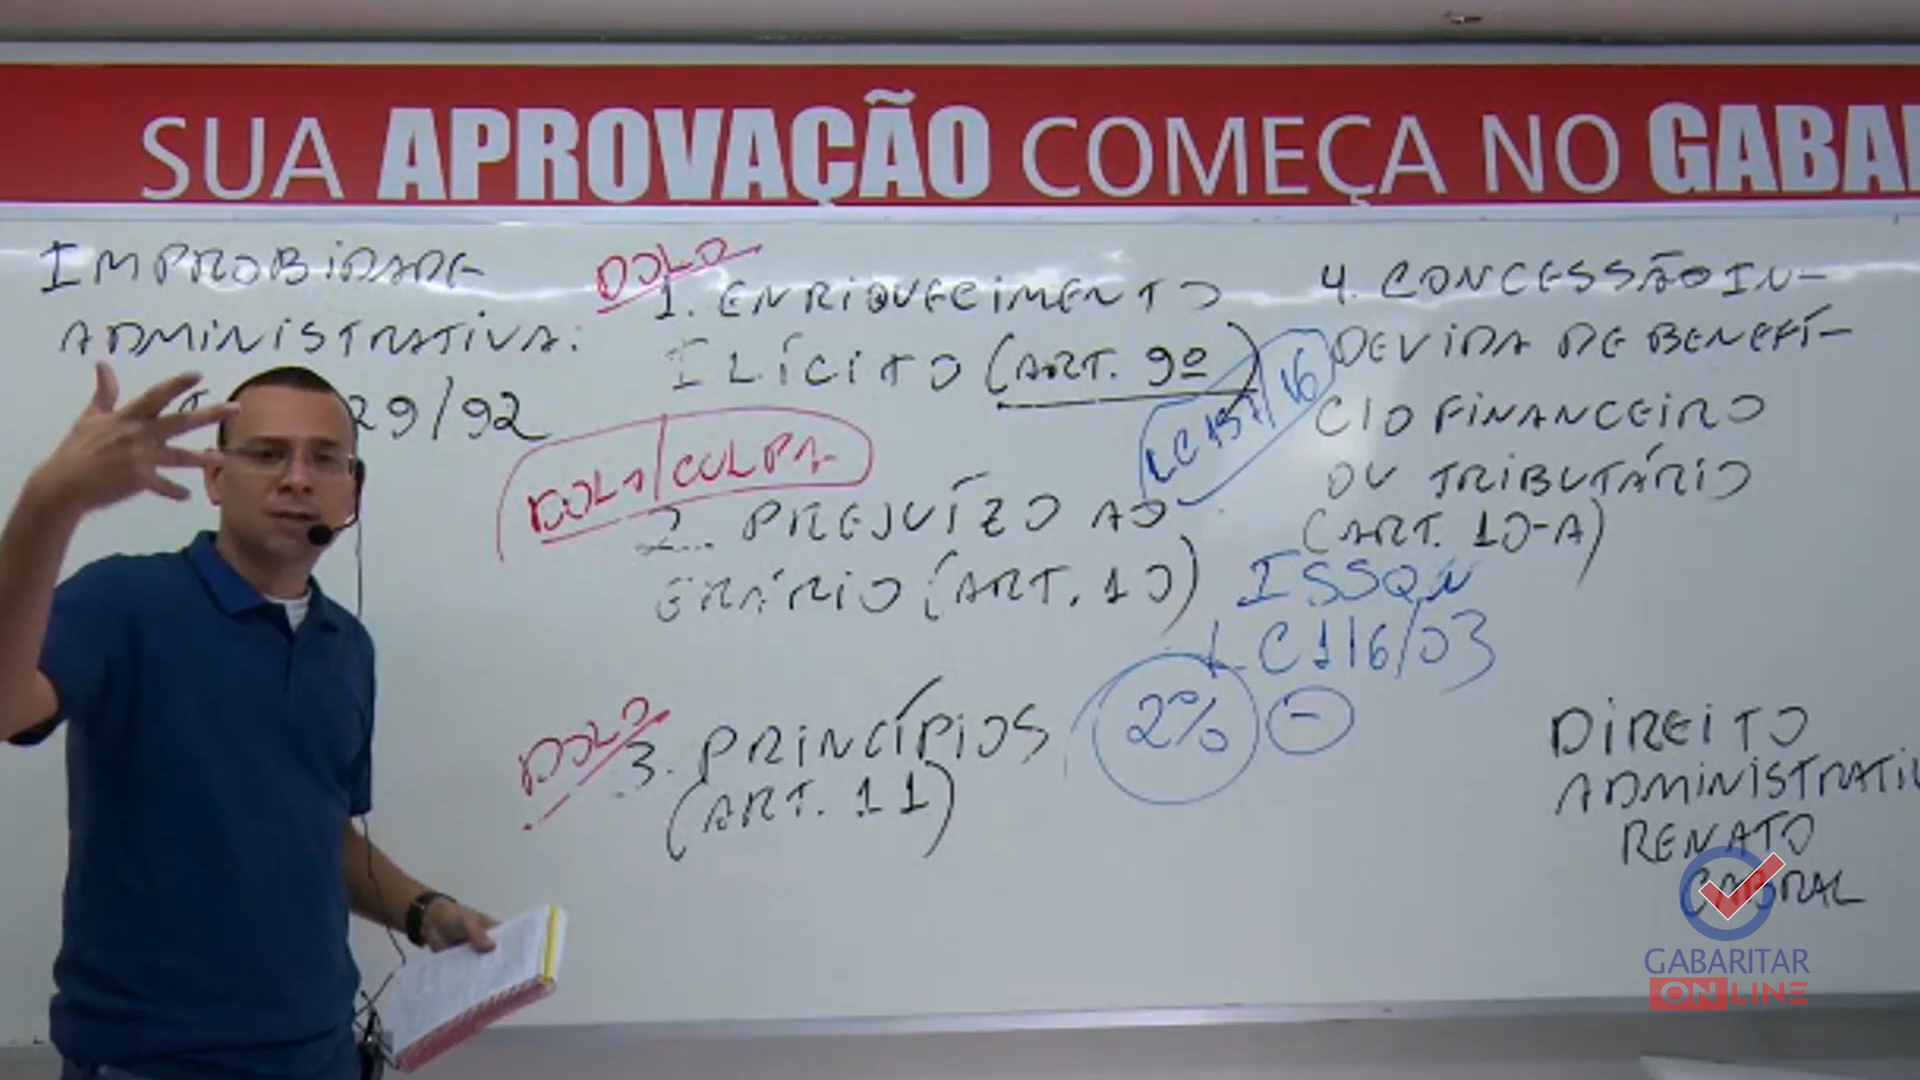 SUA APROVAÇÃO COMEÇA NO GABAI
IMPROBIDADE
ADMINISTRATIVA:
29/92
DOLO
1. ENRIQUECIMENTO
ILÍCITO (ART. 9º)
DOLO/CULPA
2. PREJUÍZO AO
ERÁRIO (ART. 10)
DOLO
3. PRINCÍPIOS
(ART. 11)
LC 157/16
4. CONCESSÃO IN-
DEVIDA DE BENEFÍ-
CIO FINANCEIRO
OU TRIBUTÁRIO
(ART. 10-A)
ISSQN
LC 116/03
2% -
DIREITO
ADMINISTRATIV
RENATO
CABRAL
GABARITAR
ONLINE